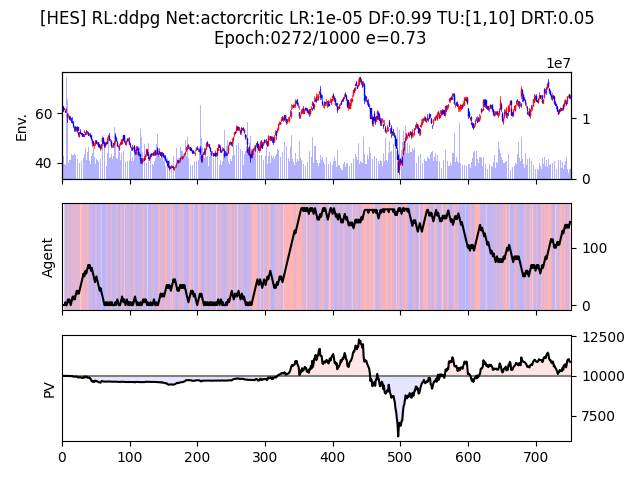 [HES] RL:ddpg Net:actorcritic LR:1e-05 DF:0.99 TU:[1,10] DRT:0.05
Epoch:0272/1000 e=0.73
1e7
Env.
60
40
1
0
Agent
100
0
PV
12500
10000
7500
0 100 200 300 400 500 600 700